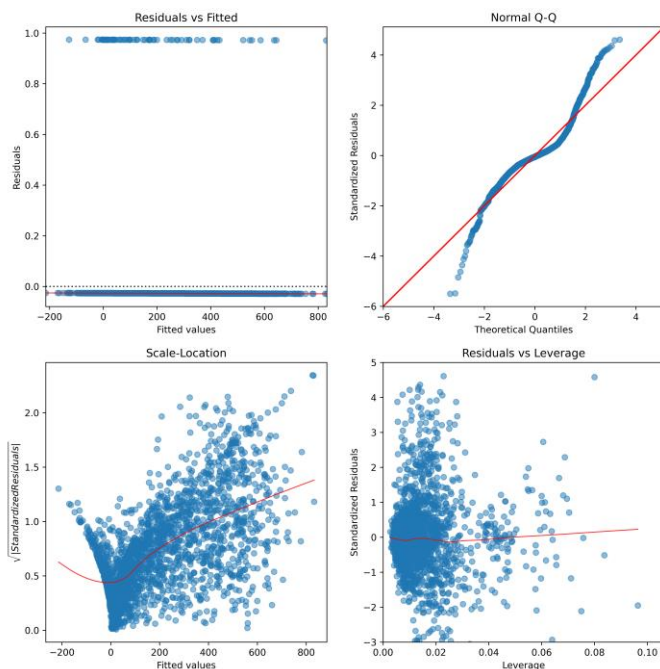 Residuals vs Fitted
1.0
0.8
0.6
0.4
0.2
0.0
Residuals
−200 0 200 400 600 800
Fitted values
Normal Q-Q
4
2
0
−2
−4
−6
Standardized Residuals
−6 −4 −2 0 2 4
Theoretical Quantiles
Scale-Location
2.0
1.5
1.0
0.5
0.0
√|StandardizedResiduals|
−200 0 200 400 600 800
Fitted values
Residuals vs Leverage
5
4
3
2
1
0
−1
−2
−3
Standardized Residuals
0.00 0.02 0.04 0.06 0.08 0.10
Leverage